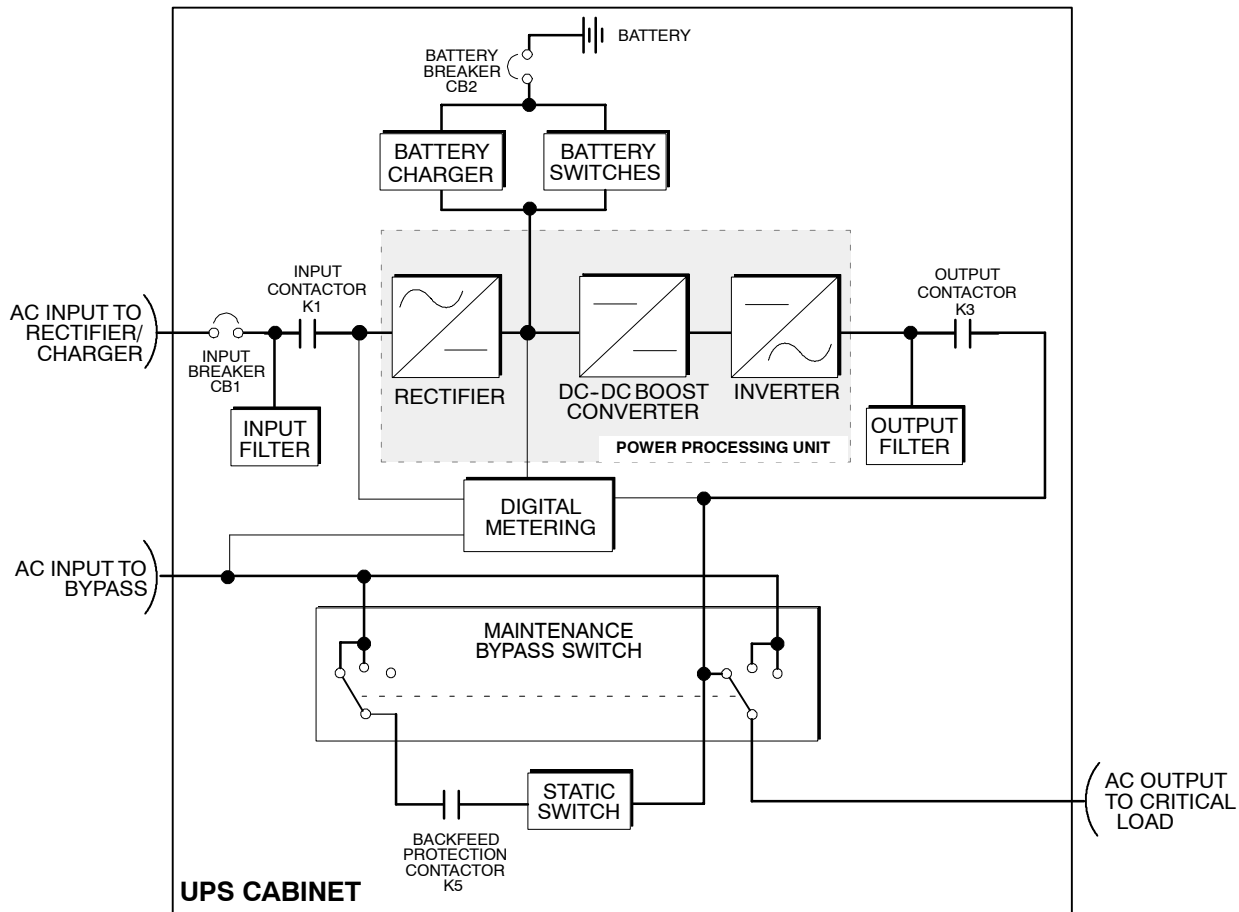 BATTERY
BATTERY
BREAKER
CB2
BATTERY
CHARGER
BATTERY
SWITCHES
INPUT
CONTACTOR
K1
OUTPUT
CONTACTOR
K3
AC INPUT TO
RECTIFIER/
CHARGER
INPUT
BREAKER
CB1
RECTIFIER
DC-DC BOOST
CONVERTER
INVERTER
INPUT
FILTER
POWER PROCESSING UNIT
OUTPUT
FILTER
DIGITAL
METERING
AC INPUT TO
BYPASS
MAINTENANCE
BYPASS SWITCH
STATIC
SWITCH
AC OUTPUT
TO CRITICAL
LOAD
BACKFEED
PROTECTION
CONTACTOR
K5
UPS CABINET